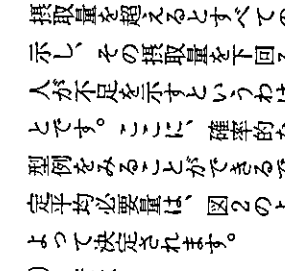 摂取量を超えるとすべての
示し、その摂取量を下回っ
人が不足を示すというわけ
とです。ここに、確率的な
型例をみることができるで
定平均必要量は、図2のよ
よって決定されます。